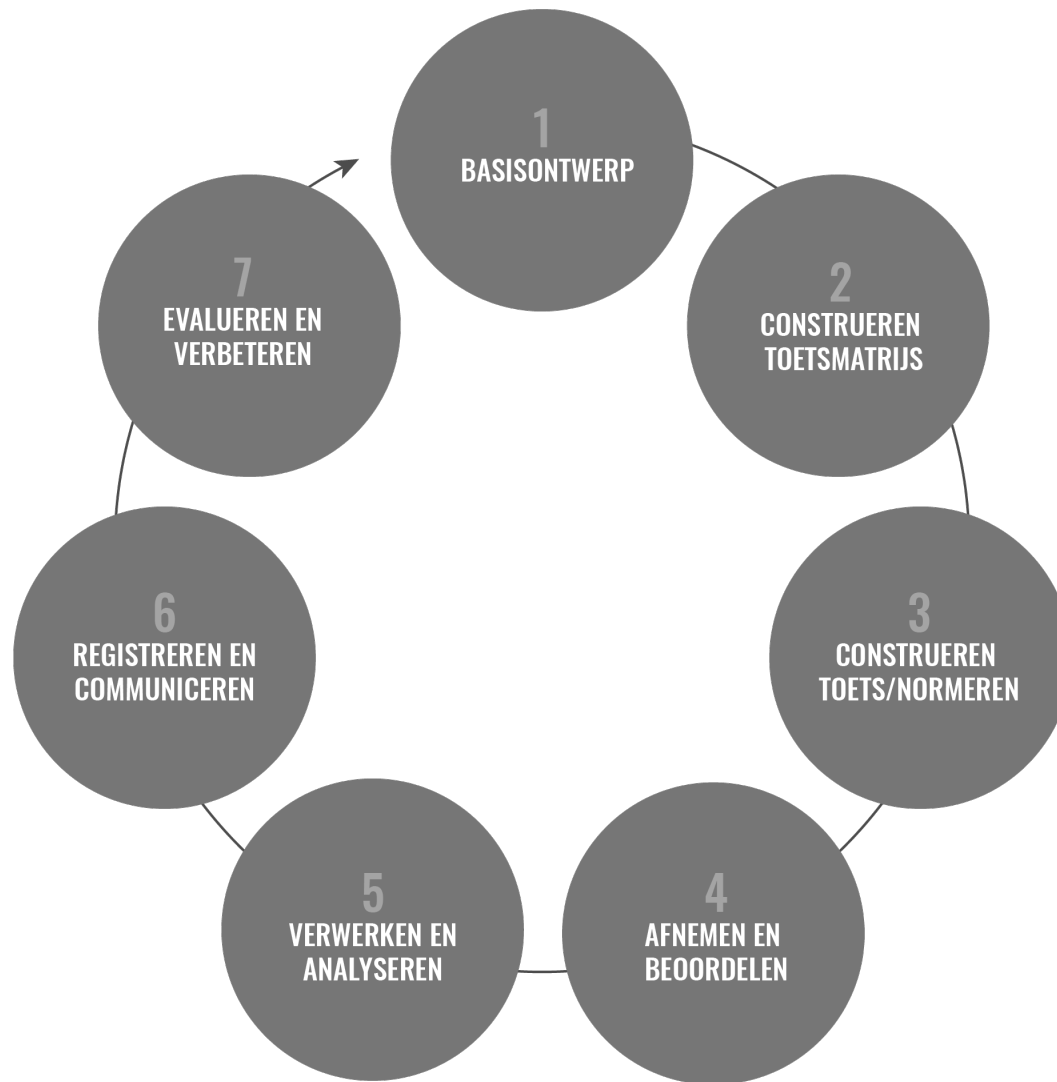 1
BASISONTWERP
2
CONSTRUEREN
TOETSMATRIJS
3
CONSTRUEREN
TOETS/NORMEREN
4
AFNEMEN EN
BEOORDELEN
5
VERWERKEN EN
ANALYSEREN
6
REGISTREREN EN
COMMUNICEREN
7
EVALUEREN EN
VERBETEREN